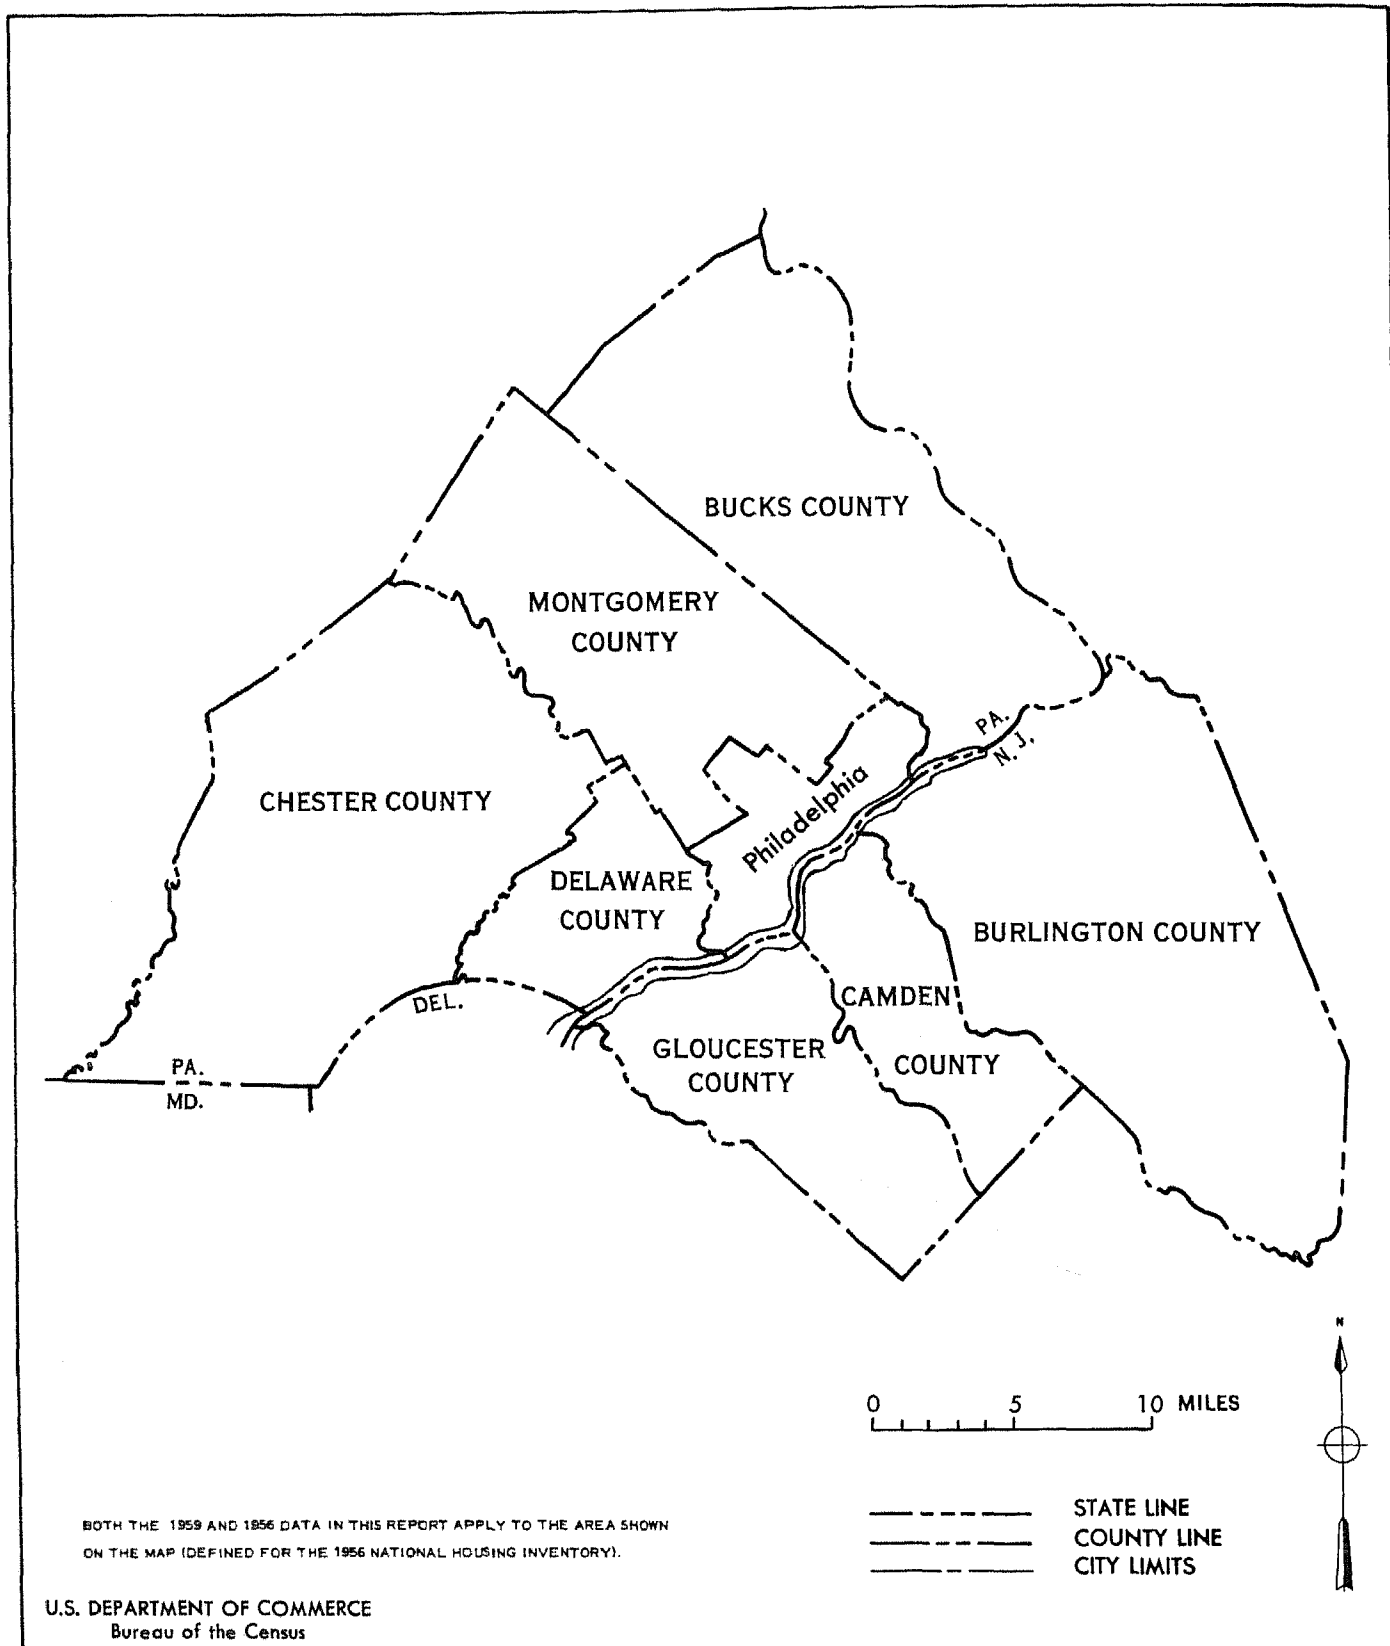 BUCKS COUNTY
MONTGOMERY
COUNTY
PA.
N. J.
CHESTER COUNTY
Philadelphia
DELAWARE
COUNTY
BURLINGTON COUNTY
DEL.
CAMDEN
COUNTY
GLOUCESTER
COUNTY
PA.
MD.
N
0 5 10 MILES
STATE LINE
COUNTY LINE
CITY LIMITS
BOTH THE 1959 AND 1956 DATA IN THIS REPORT APPLY TO THE AREA SHOWN
ON THE MAP (DEFINED FOR THE 1956 NATIONAL HOUSING INVENTORY).
U.S. DEPARTMENT OF COMMERCE
Bureau of the Census